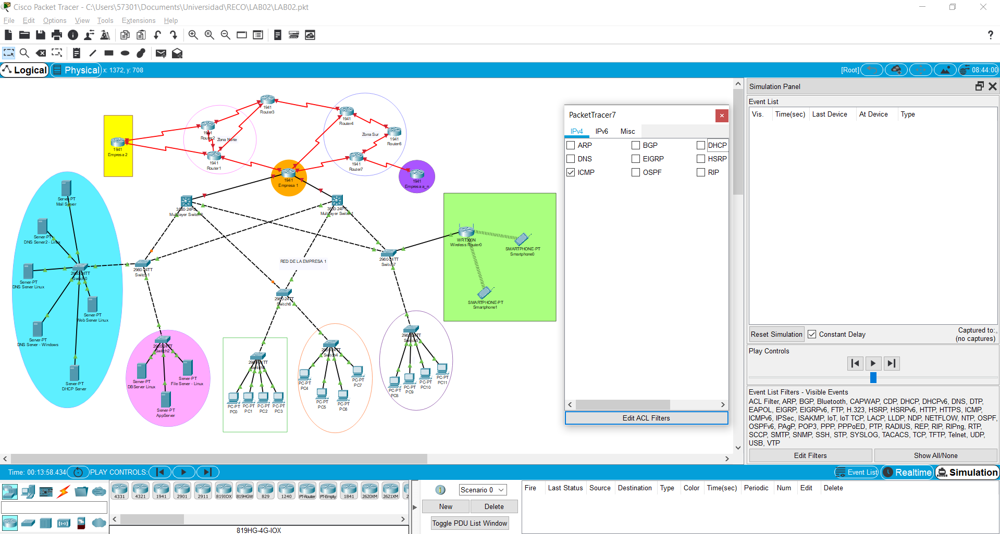 Cisco Packet Tracer - C:\Users\57301\Documents\Universidad\RECO\LAB02\LAB02.pkt
File Edit Options View Tools Extensions Help
Logical Physical x: 1372, y: 708 [Root] 08:44:00
1941
Router3
1941
Router2
Zona Norte
1941
Router1
1941
Empresa 2
1941
Router4
Zona Sur
1941
Router6
1941
Router7
1941
Empresa 1
1941
Empresa a_n
3560-24PS
Multilayer Switch0
3560-24PS
Multilayer Switch1
Server-PT
Mail Server
Server-PT
DNS Server2 - Linux
Server-PT
DNS Server Linux
2960-24TT
Switch0
Server-PT
Web Server Linux
Server-PT
DNS Server - Windows
Server-PT
DHCP Server
2960-24TT
Switch1
RED DE LA EMPRESA 1
2960-24TT
Switch7
WRT300N
Wireless Router0
SMARTPHONE-PT
Smartphone0
SMARTPHONE-PT
Smartphone1
2960-24TT
Switch6
2960-24TT
Switch2
Server-PT
DBServer Linux
Server-PT
File Server - Linux
Server-PT
AppServer
2960-24TT
PC-PT
PC0
PC-PT
PC1
PC-PT
PC2
PC-PT
PC3
2960-24TT
Switch4
PC-PT
PC4
PC-PT
PC5
PC-PT
PC7
2960-24TT
Switch5
PC-PT
PC8
PC-PT
PC9
PC-PT
PC10
PC-PT
PC11
PacketTracer7
IPv4 IPv6 Misc
ARP BGP DHCP
DNS EIGRP HSRP
ICMP OSPF RIP
Edit ACL Filters
Simulation Panel
Event List
Vis. Time(sec) Last Device At Device Type
Reset Simulation Constant Delay
Captured to:
(no captures)
Play Controls
Event List Filters - Visible Events
ACL Filter, ARP, BGP, Bluetooth, CAPWAP, CDP, DHCP, DHCPv6, DNS, DTP,
EAPOL, EIGRP, EIGRPv6, FTP, H.323, HSRP, HSRPv6, HTTP, HTTPS, ICMP,
ICMPv6, IPSec, ISAKMP, IoT, IoT TCP, LACP, LLDP, NDP, NETFLOW, NTP, OSPF,
OSPFv6, PAgP, POP3, PPP, PPPoED, PTP, RADIUS, REP, RIP, RIPng, RTP,
SCCP, SMTP, SNMP, SSH, STP, SYSLOG, TACACS, TCP, TFTP, Telnet, UDP,
USB, VTP
Edit Filters Show All/None
Time: 00:13:58.434 PLAY CONTROLS: Event List Realtime Simulation
4331 4321 1941 2901 2911 819IOX 819HGW 829 1240 PT-Router PT-Empty 1841 2620XM 2621XM
819HG-4G-IOX
Scenario 0
New Delete
Toggle PDU List Window
Fire Last Status Source Destination Type Color Time(sec) Periodic Num Edit Delete